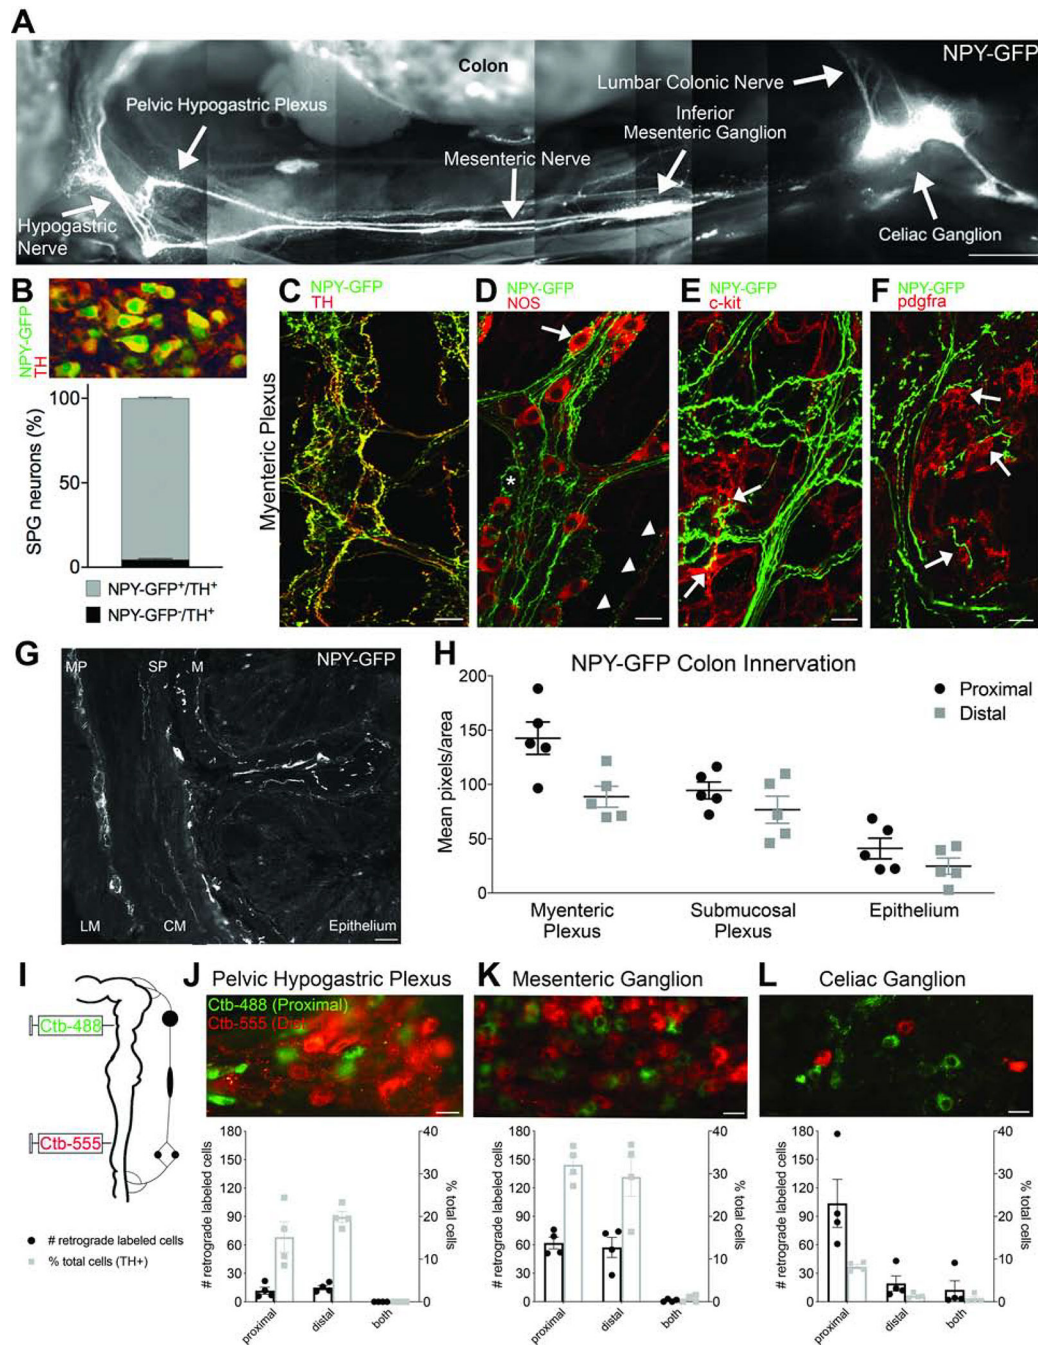 A
NPY-GFP
Colon
Lumbar Colonic Nerve
Pelvic Hypogastric Plexus
Inferior
Mesenteric Ganglion
Mesenteric Nerve
Hypogastric
Nerve
Celiac Ganglion
B
NPY-GFP
TH
SPG neurons (%)
100
50
0
NPY-GFP⁺/TH⁺
NPY-GFP⁻/TH⁺
Myenteric Plexus
C
NPY-GFP
TH
D
NPY-GFP
NOS
*
E
NPY-GFP
c-kit
F
NPY-GFP
pdgfra
G
NPY-GFP
MP
SP
M
LM
CM
Epithelium
H
NPY-GFP Colon Innervation
Mean pixels/area
200
150
100
50
0
Proximal
Distal
Myenteric
Plexus
Submucosal
Plexus
Epithelium
I
Ctb-488
Ctb-555
# retrograde labeled cells
% total cells (TH+)
J
Pelvic Hypogastric Plexus
Ctb-488 (Proximal)
Ctb-555 (Distal)
# retrograde labeled cells
180
150
120
90
60
30
0
40
30
20
10
0
% total cells
proximal
distal
both
K
Mesenteric Ganglion
# retrograde labeled cells
180
150
120
90
60
30
0
40
30
20
10
0
% total cells
proximal
distal
both
L
Celiac Ganglion
# retrograde labeled cells
180
150
120
90
60
30
0
40
30
20
10
0
% total cells
proximal
distal
both